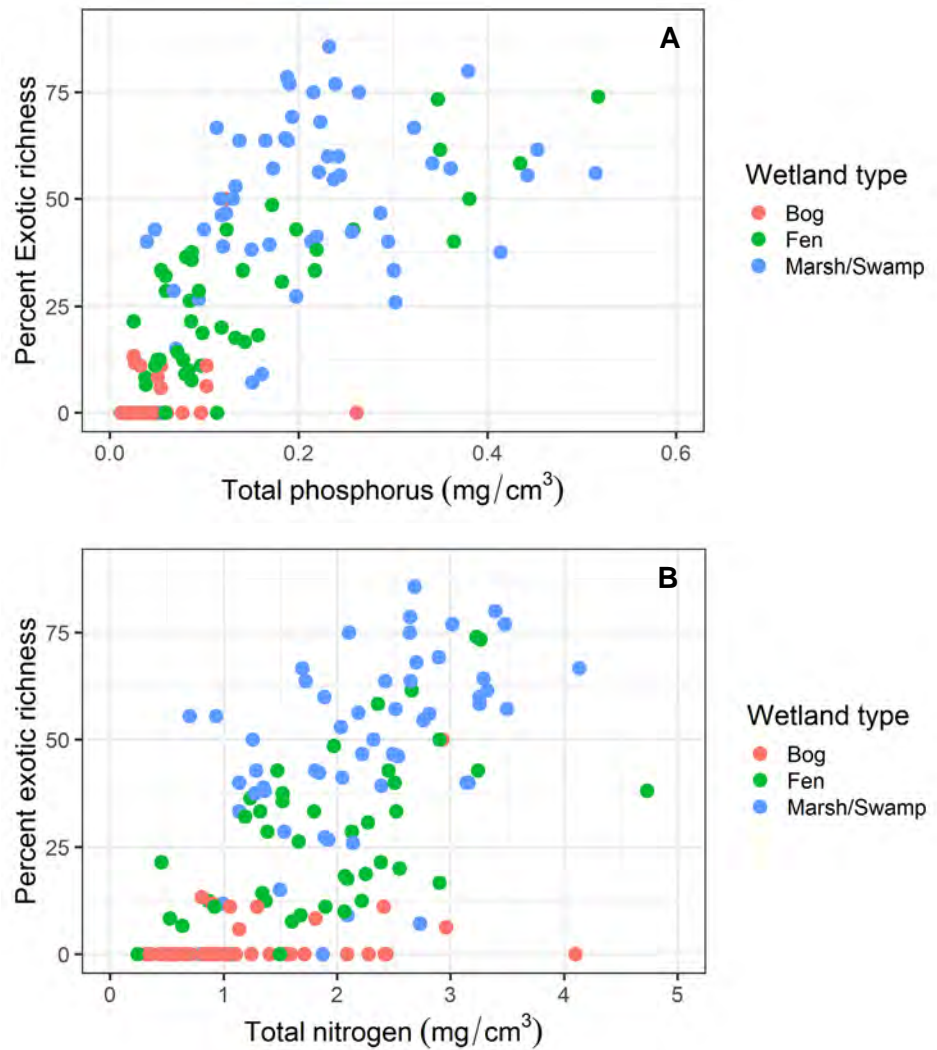 A
Percent Exotic richness
75
50
25
0
0.0 0.2 0.4 0.6
Total phosphorus (mg/cm³)
Wetland type
Bog
Fen
Marsh/Swamp
B
Percent exotic richness
75
50
25
0
0 1 2 3 4 5
Total nitrogen (mg/cm³)
Wetland type
Bog
Fen
Marsh/Swamp